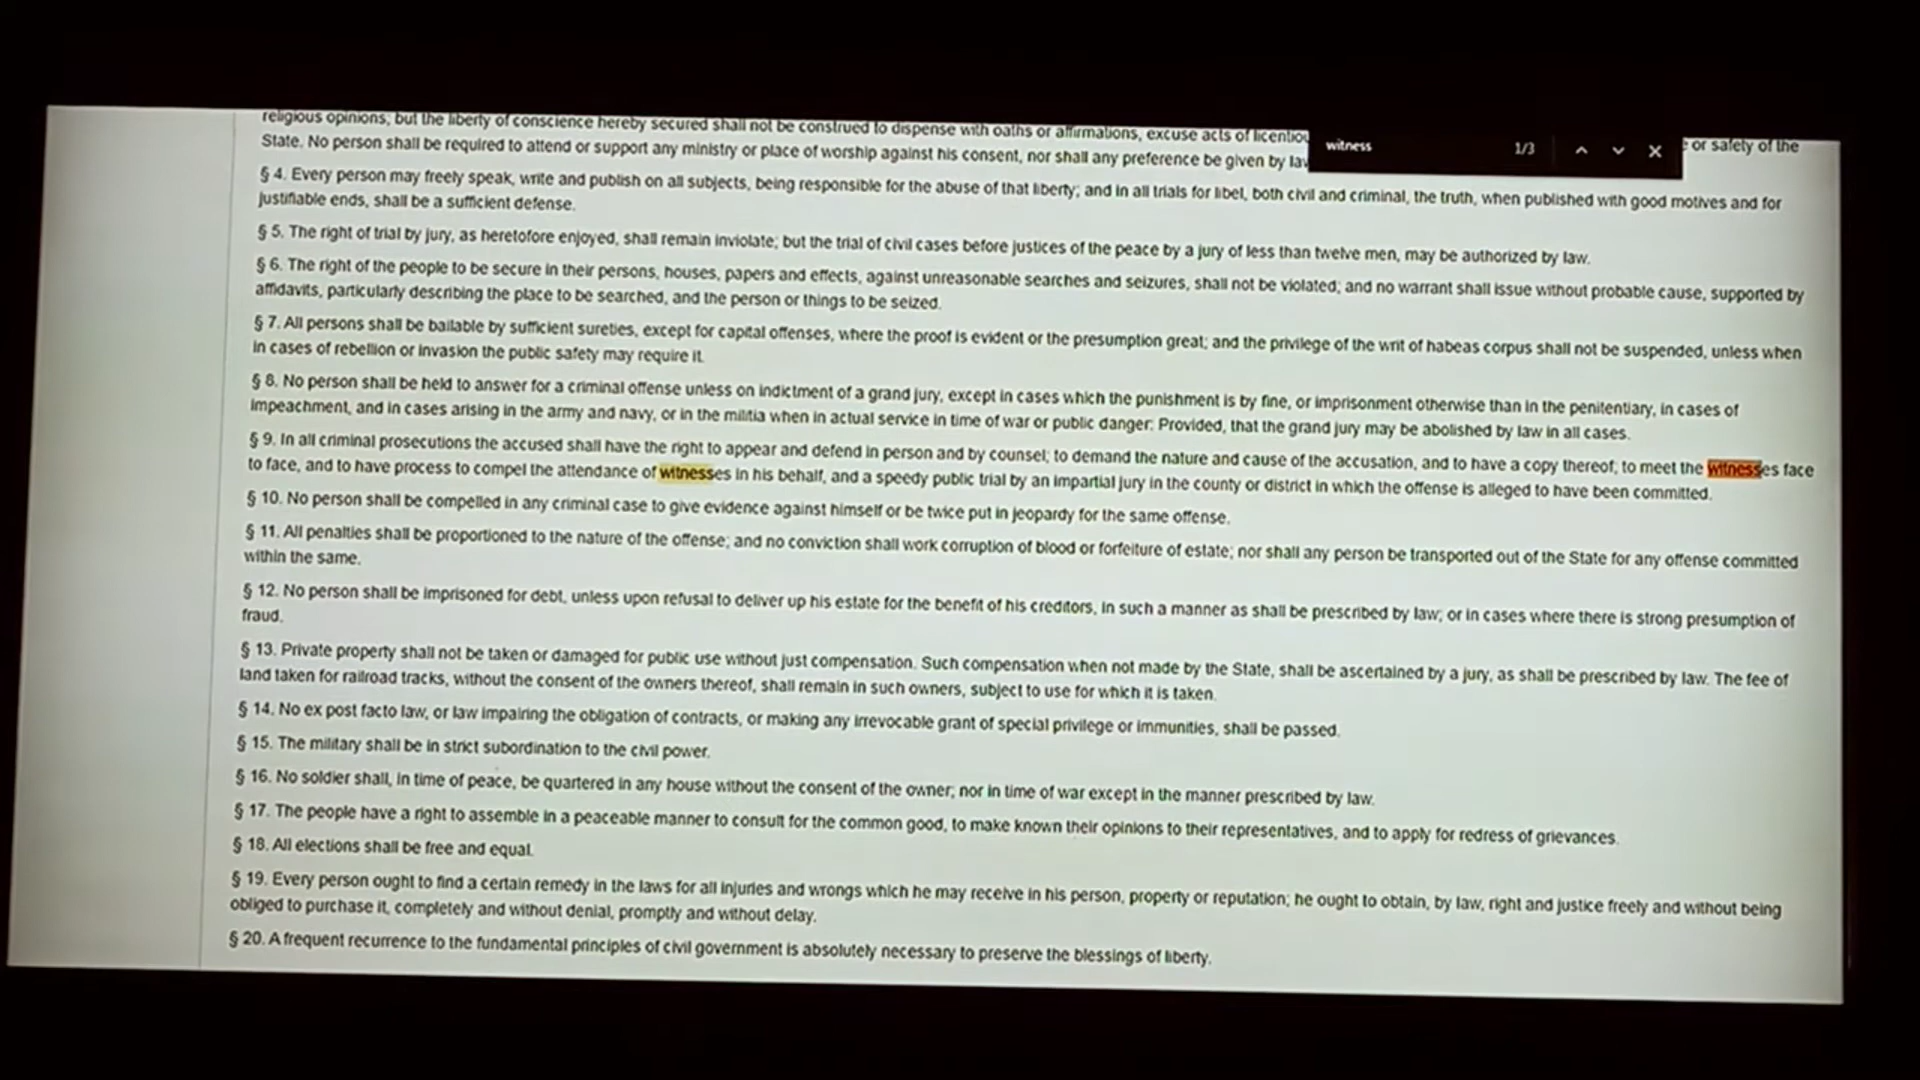 religious opinions; but the liberty of conscience hereby secured shall not be construed to dispense with oaths or affirmations, excuse acts of licentiou
witness 1/3
State. No person shall be required to attend or support any ministry or place of worship against his consent, nor shall any preference be given by law
or safety of the
§ 4. Every person may freely speak, write and publish on all subjects, being responsible for the abuse of that liberty; and in all trials for libel, both civil and criminal, the truth, when published with good motives and for
justifiable ends, shall be a sufficient defense.
§ 5. The right of trial by jury, as heretofore enjoyed, shall remain inviolate; but the trial of civil cases before justices of the peace by a jury of less than twelve men, may be authorized by law.
§ 6. The right of the people to be secure in their persons, houses, papers and effects, against unreasonable searches and seizures, shall not be violated; and no warrant shall issue without probable cause, supported by
affidavits, particularly describing the place to be searched, and the person or things to be seized.
§ 7. All persons shall be bailable by sufficient sureties, except for capital offenses, where the proof is evident or the presumption great; and the privilege of the writ of habeas corpus shall not be suspended, unless when
in cases of rebellion or invasion the public safety may require it.
§ 8. No person shall be held to answer for a criminal offense unless on indictment of a grand jury, except in cases which the punishment is by fine, or imprisonment otherwise than in the penitentiary, in cases of
impeachment, and in cases arising in the army and navy, or in the militia when in actual service in time of war or public danger: Provided, that the grand jury may be abolished by law in all cases.
§ 9. In all criminal prosecutions the accused shall have the right to appear and defend in person and by counsel; to demand the nature and cause of the accusation, and to have a copy thereof; to meet the witnesses face
to face, and to have process to compel the attendance of witnesses in his behalf, and a speedy public trial by an impartial jury in the county or district in which the offense is alleged to have been committed.
§ 10. No person shall be compelled in any criminal case to give evidence against himself or be twice put in jeopardy for the same offense.
§ 11. All penalties shall be proportioned to the nature of the offense; and no conviction shall work corruption of blood or forfeiture of estate; nor shall any person be transported out of the State for any offense committed
within the same.
§ 12. No person shall be imprisoned for debt, unless upon refusal to deliver up his estate for the benefit of his creditors, in such a manner as shall be prescribed by law; or in cases where there is strong presumption of
fraud.
§ 13. Private property shall not be taken or damaged for public use without just compensation. Such compensation when not made by the State, shall be ascertained by a jury, as shall be prescribed by law. The fee of
land taken for railroad tracks, without the consent of the owners thereof, shall remain in such owners, subject to use for which it is taken.
§ 14. No ex post facto law, or law impairing the obligation of contracts, or making any irrevocable grant of special privilege or immunities, shall be passed.
§ 15. The military shall be in strict subordination to the civil power.
§ 16. No soldier shall, in time of peace, be quartered in any house without the consent of the owner; nor in time of war except in the manner prescribed by law.
§ 17. The people have a right to assemble in a peaceable manner to consult for the common good, to make known their opinions to their representatives, and to apply for redress of grievances.
§ 18. All elections shall be free and equal.
§ 19. Every person ought to find a certain remedy in the laws for all injuries and wrongs which he may receive in his person, property or reputation; he ought to obtain, by law, right and justice freely and without being
obliged to purchase it, completely and without denial, promptly and without delay.
§ 20. A frequent recurrence to the fundamental principles of civil government is absolutely necessary to preserve the blessings of liberty.